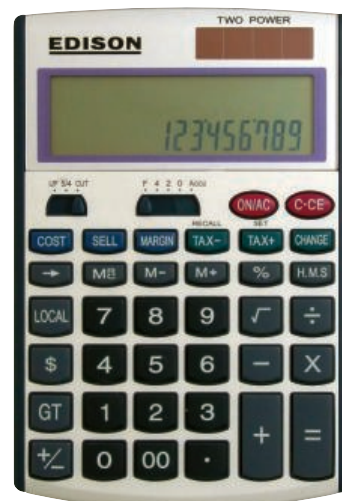 TWO POWER
EDISON
123456789
UP 5/4 CUT
F 4 2 0 ADD2
ON/AC C·CE
RECALL SET
COST SELL MARGIN TAX- TAX+ CHANGE
→ MR M- M+ % H.M.S
LOCAL 7 8 9 √ ÷
$ 4 5 6 - X
GT 1 2 3 + =
+/- 0 00 ·